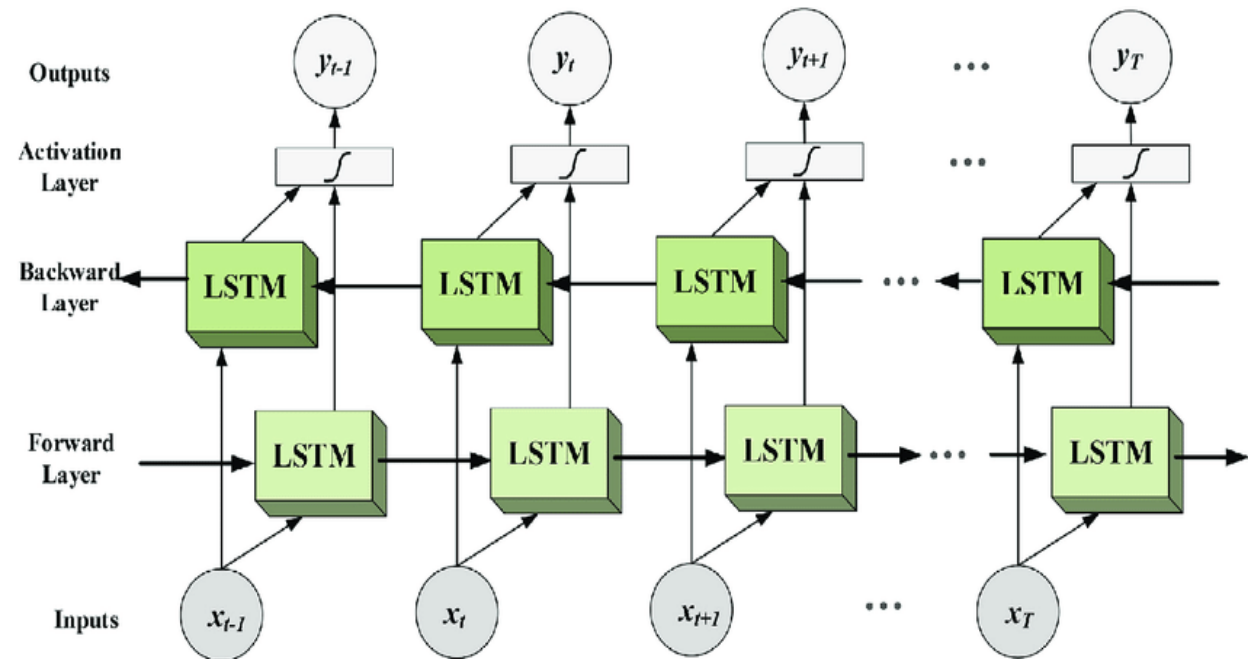 Outputs
y_{t-1} y_t y_{t+1} ... y_T
Activation
Layer
∫ ∫ ∫ ... ∫
Backward
Layer
LSTM LSTM LSTM ... LSTM
Forward
Layer
LSTM LSTM LSTM ... LSTM
Inputs
x_{t-1} x_t x_{t+1} ... x_T